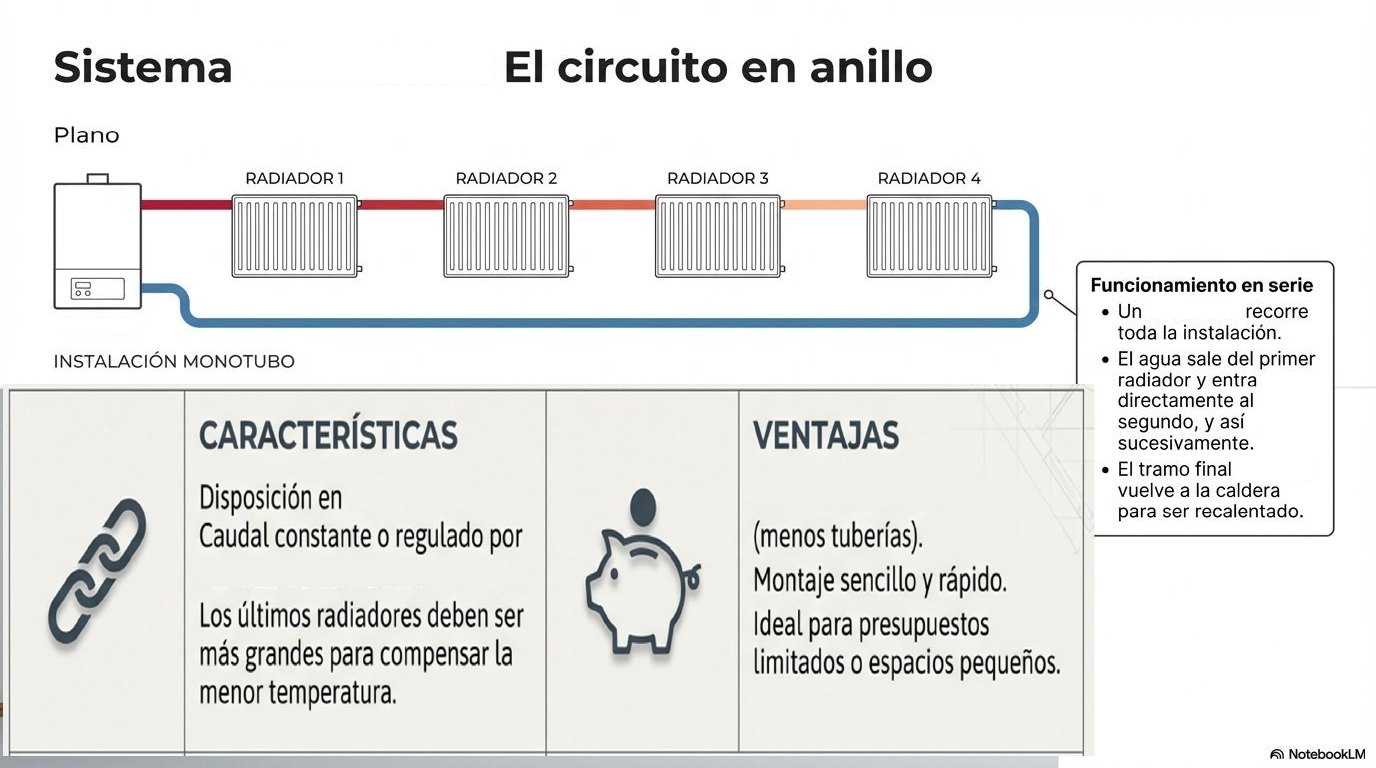 Sistema El circuito en anillo
Plano
RADIADOR 1
RADIADOR 2
RADIADOR 3
RADIADOR 4
INSTALACIÓN MONOTUBO
Funcionamiento en serie
• Un recorre
toda la instalación.
• El agua sale del primer
radiador y entra
directamente al
segundo, y así
sucesivamente.
• El tramo final
vuelve a la caldera
para ser recalentado.
CARACTERÍSTICAS
Disposición en
Caudal constante o regulado por
Los últimos radiadores deben ser
más grandes para compensar la
menor temperatura.
VENTAJAS
(menos tuberías).
Montaje sencillo y rápido.
Ideal para presupuestos
limitados o espacios pequeños.
NotebookLM